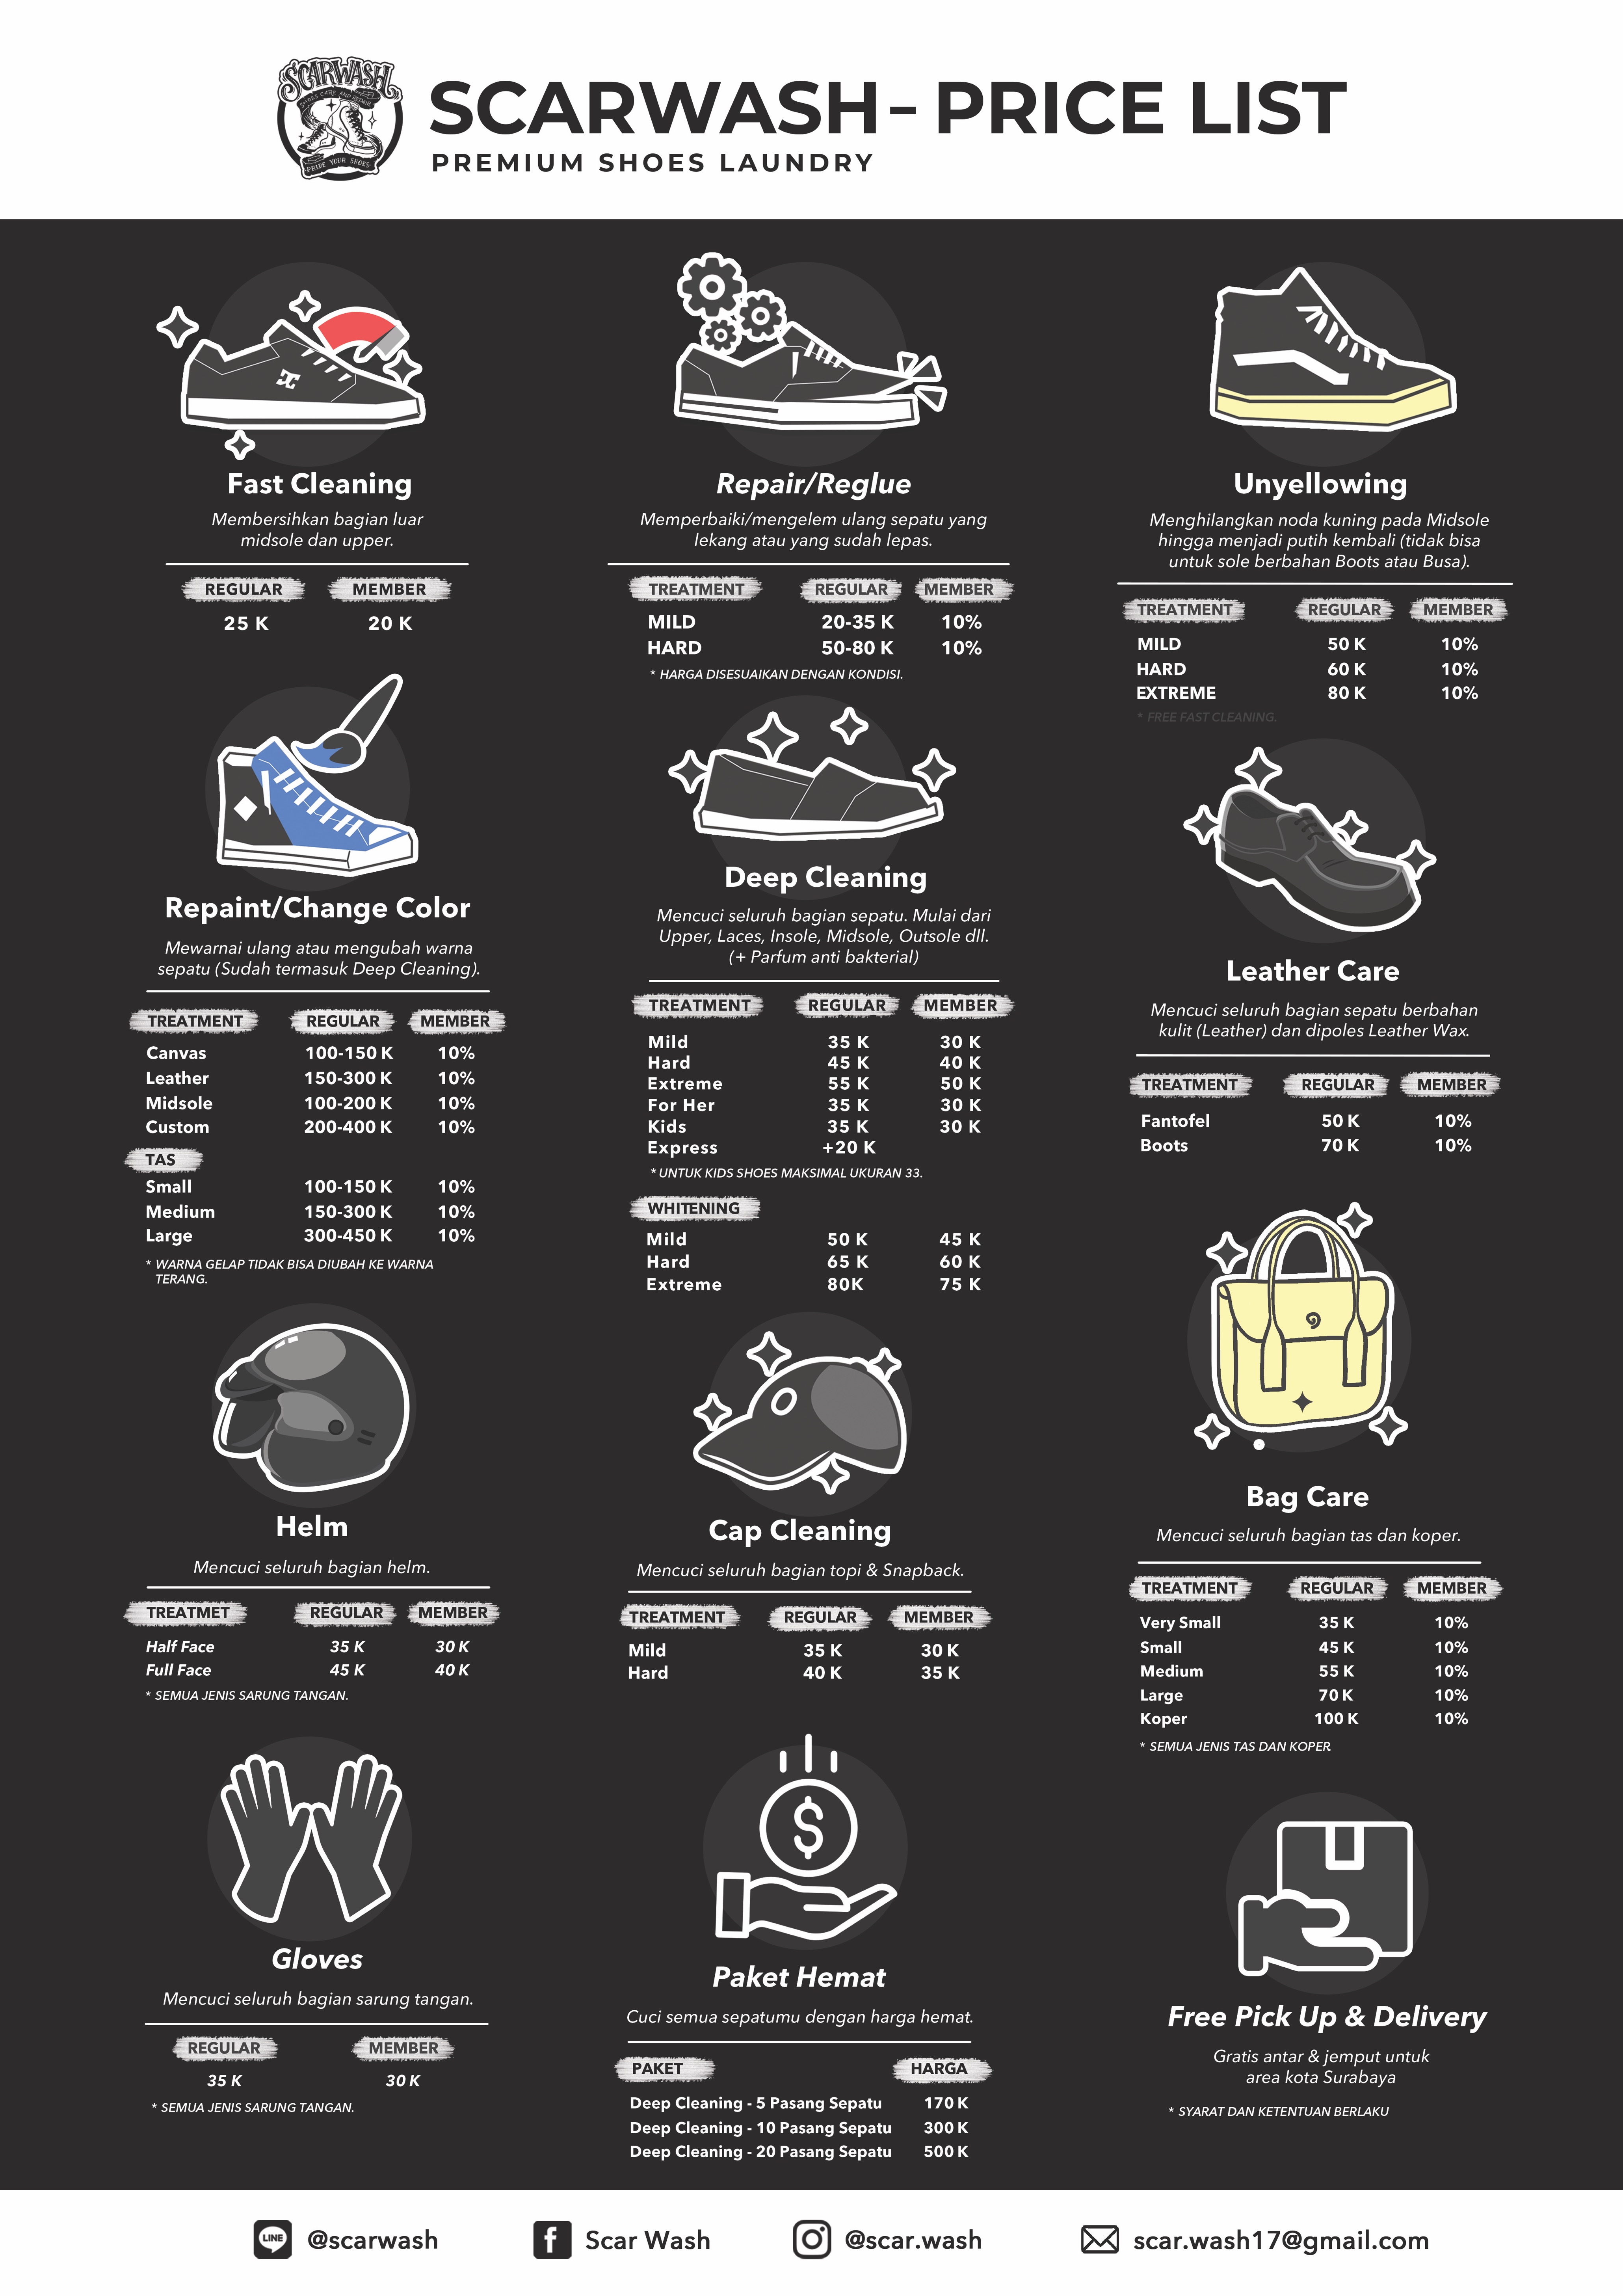 SCARWASH
SHOES CARE AND REPAIR
PRIDE YOUR SHOES
SCARWASH - PRICE LIST
PREMIUM SHOES LAUNDRY
Fast Cleaning
Membersihkan bagian luar
midsole dan upper.
REGULAR MEMBER
25 K 20 K
Repair/Reglue
Memperbaiki/mengelem ulang sepatu yang
lekang atau yang sudah lepas.
TREATMENT REGULAR MEMBER
MILD 20-35 K 10%
HARD 50-80 K 10%
* HARGA DISESUAIKAN DENGAN KONDISI.
Unyellowing
Menghilangkan noda kuning pada Midsole
hingga menjadi putih kembali (tidak bisa
untuk sole berbahan Boots atau Busa).
TREATMENT REGULAR MEMBER
MILD 50 K 10%
HARD 60 K 10%
EXTREME 80 K 10%
* FREE FAST CLEANING.
Repaint/Change Color
Mewarnai ulang atau mengubah warna
sepatu (Sudah termasuk Deep Cleaning).
TREATMENT REGULAR MEMBER
Canvas 100-150 K 10%
Leather 150-300 K 10%
Midsole 100-200 K 10%
Custom 200-400 K 10%
TAS
Small 100-150 K 10%
Medium 150-300 K 10%
Large 300-450 K 10%
* WARNA GELAP TIDAK BISA DIUBAH KE WARNA
TERANG.
Deep Cleaning
Mencuci seluruh bagian sepatu. Mulai dari
Upper, Laces, Insole, Midsole, Outsole dll.
(+ Parfum anti bakterial)
TREATMENT REGULAR MEMBER
Mild 35 K 30 K
Hard 45 K 40 K
Extreme 55 K 50 K
For Her 35 K 30 K
Kids 35 K 30 K
Express +20 K
* UNTUK KIDS SHOES MAKSIMAL UKURAN 33.
WHITENING
Mild 50 K 45 K
Hard 65 K 60 K
Extreme 80K 75 K
Leather Care
Mencuci seluruh bagian sepatu berbahan
kulit (Leather) dan dipoles Leather Wax.
TREATMENT REGULAR MEMBER
Fantofel 50 K 10%
Boots 70 K 10%
Helm
Mencuci seluruh bagian helm.
TREATMET REGULAR MEMBER
Half Face 35 K 30 K
Full Face 45 K 40 K
* SEMUA JENIS SARUNG TANGAN.
Cap Cleaning
Mencuci seluruh bagian topi & Snapback.
TREATMENT REGULAR MEMBER
Mild 35 K 30 K
Hard 40 K 35 K
Bag Care
Mencuci seluruh bagian tas dan koper.
TREATMENT REGULAR MEMBER
Very Small 35 K 10%
Small 45 K 10%
Medium 55 K 10%
Large 70 K 10%
Koper 100 K 10%
* SEMUA JENIS TAS DAN KOPER
Gloves
Mencuci seluruh bagian sarung tangan.
REGULAR MEMBER
35 K 30 K
* SEMUA JENIS SARUNG TANGAN.
$
Paket Hemat
Cuci semua sepatumu dengan harga hemat.
PAKET HARGA
Deep Cleaning - 5 Pasang Sepatu 170 K
Deep Cleaning - 10 Pasang Sepatu 300 K
Deep Cleaning - 20 Pasang Sepatu 500 K
Free Pick Up & Delivery
Gratis antar & jemput untuk
area kota Surabaya
* SYARAT DAN KETENTUAN BERLAKU
LINE @scarwash
f Scar Wash
@scar.wash
scar.wash17@gmail.com